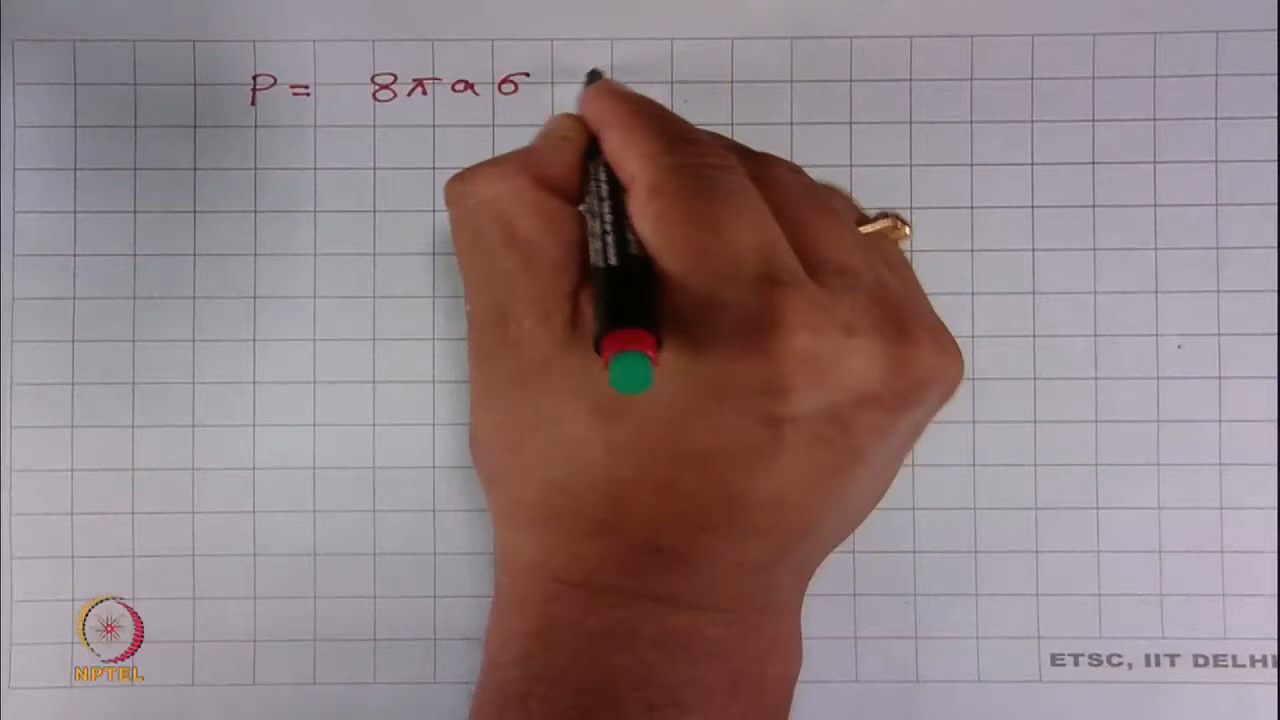 P = 8πaσ
NPTEL
ETSC, IIT DELHI